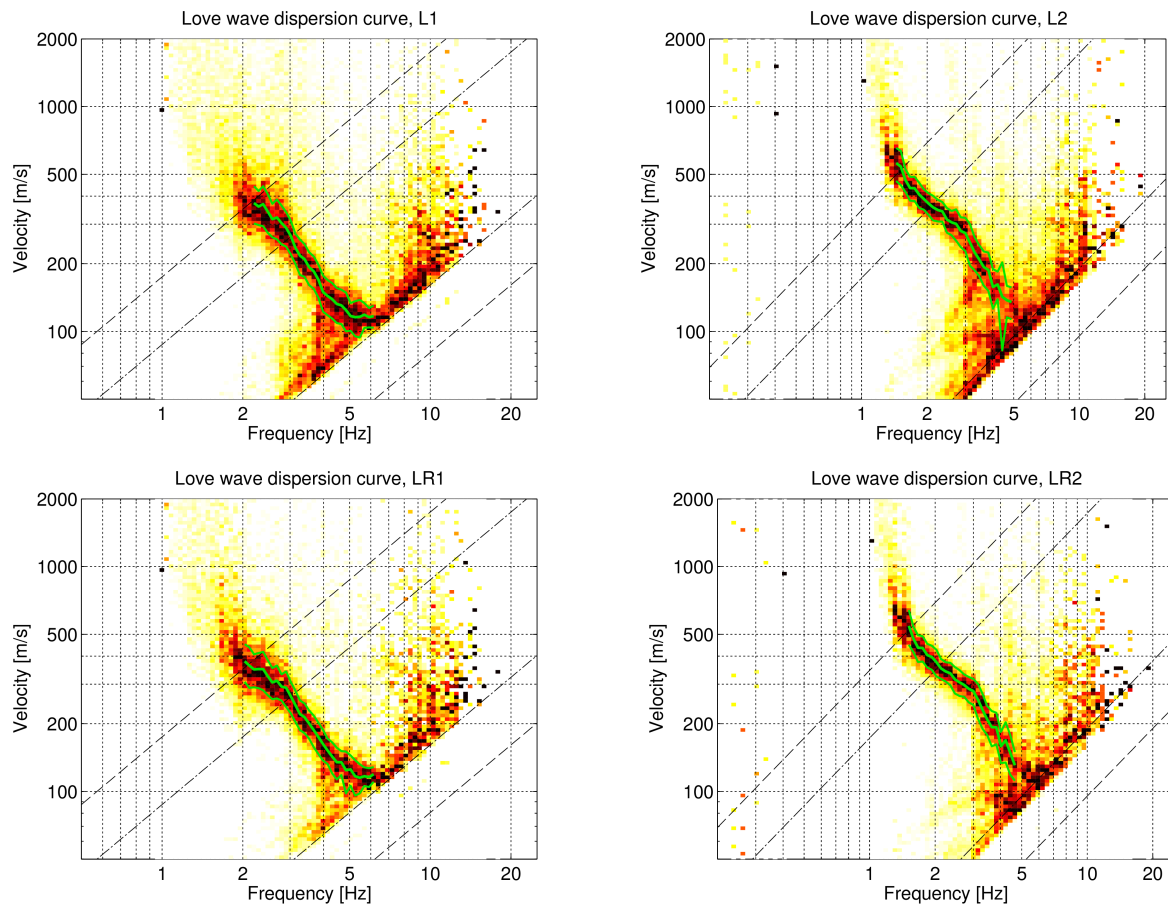 Love wave dispersion curve, L1
2000
1000
500
200
100
Velocity [m/s]
1 2 5 10 20
Frequency [Hz]
Love wave dispersion curve, L2
2000
1000
500
200
100
Velocity [m/s]
1 2 5 10 20
Frequency [Hz]
Love wave dispersion curve, LR1
2000
1000
500
200
100
Velocity [m/s]
1 2 5 10 20
Frequency [Hz]
Love wave dispersion curve, LR2
2000
1000
500
200
100
Velocity [m/s]
1 2 5 10 20
Frequency [Hz]